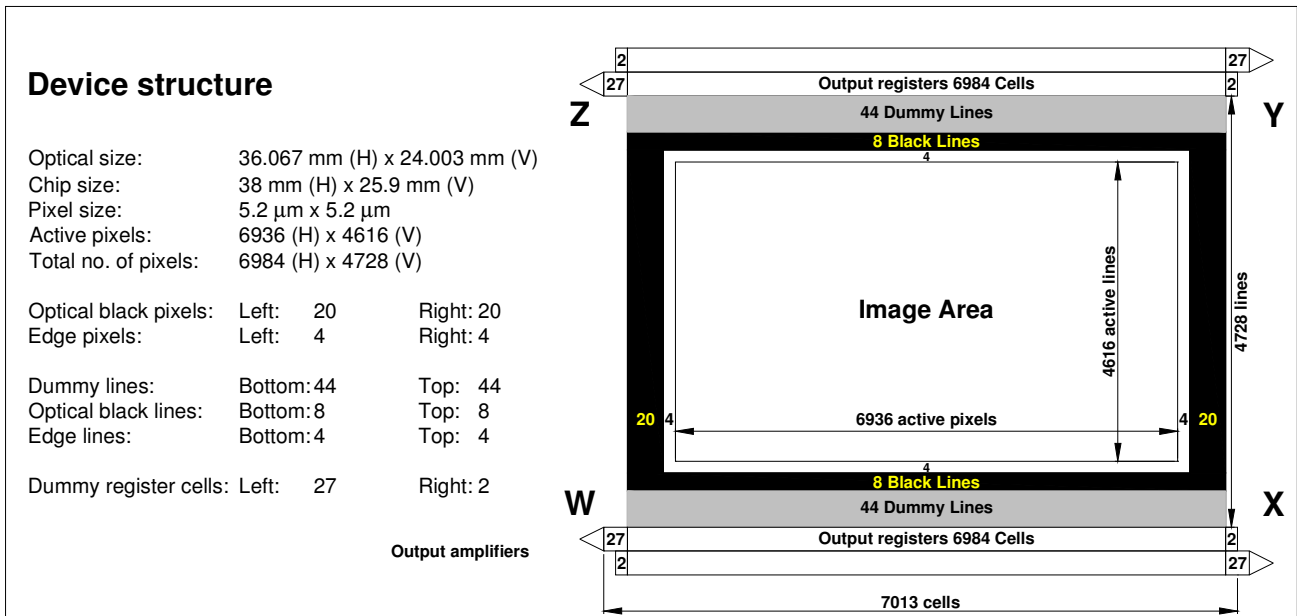 Device structure
Optical size: 36.067 mm (H) x 24.003 mm (V)
Chip size: 38 mm (H) x 25.9 mm (V)
Pixel size: 5.2 μm x 5.2 μm
Active pixels: 6936 (H) x 4616 (V)
Total no. of pixels: 6984 (H) x 4728 (V)
Optical black pixels: Left: 20 Right: 20
Edge pixels: Left: 4 Right: 4
Dummy lines: Bottom: 44 Top: 44
Optical black lines: Bottom: 8 Top: 8
Edge lines: Bottom: 4 Top: 4
Dummy register cells: Left: 27 Right: 2
Output amplifiers
2 27
27 Output registers 6984 Cells 2
Z 44 Dummy Lines Y
8 Black Lines
4
Image Area
4616 active lines
4728 lines
20 4 6936 active pixels 4 20
4
8 Black Lines
W 44 Dummy Lines X
27 Output registers 6984 Cells 2
2 27
7013 cells